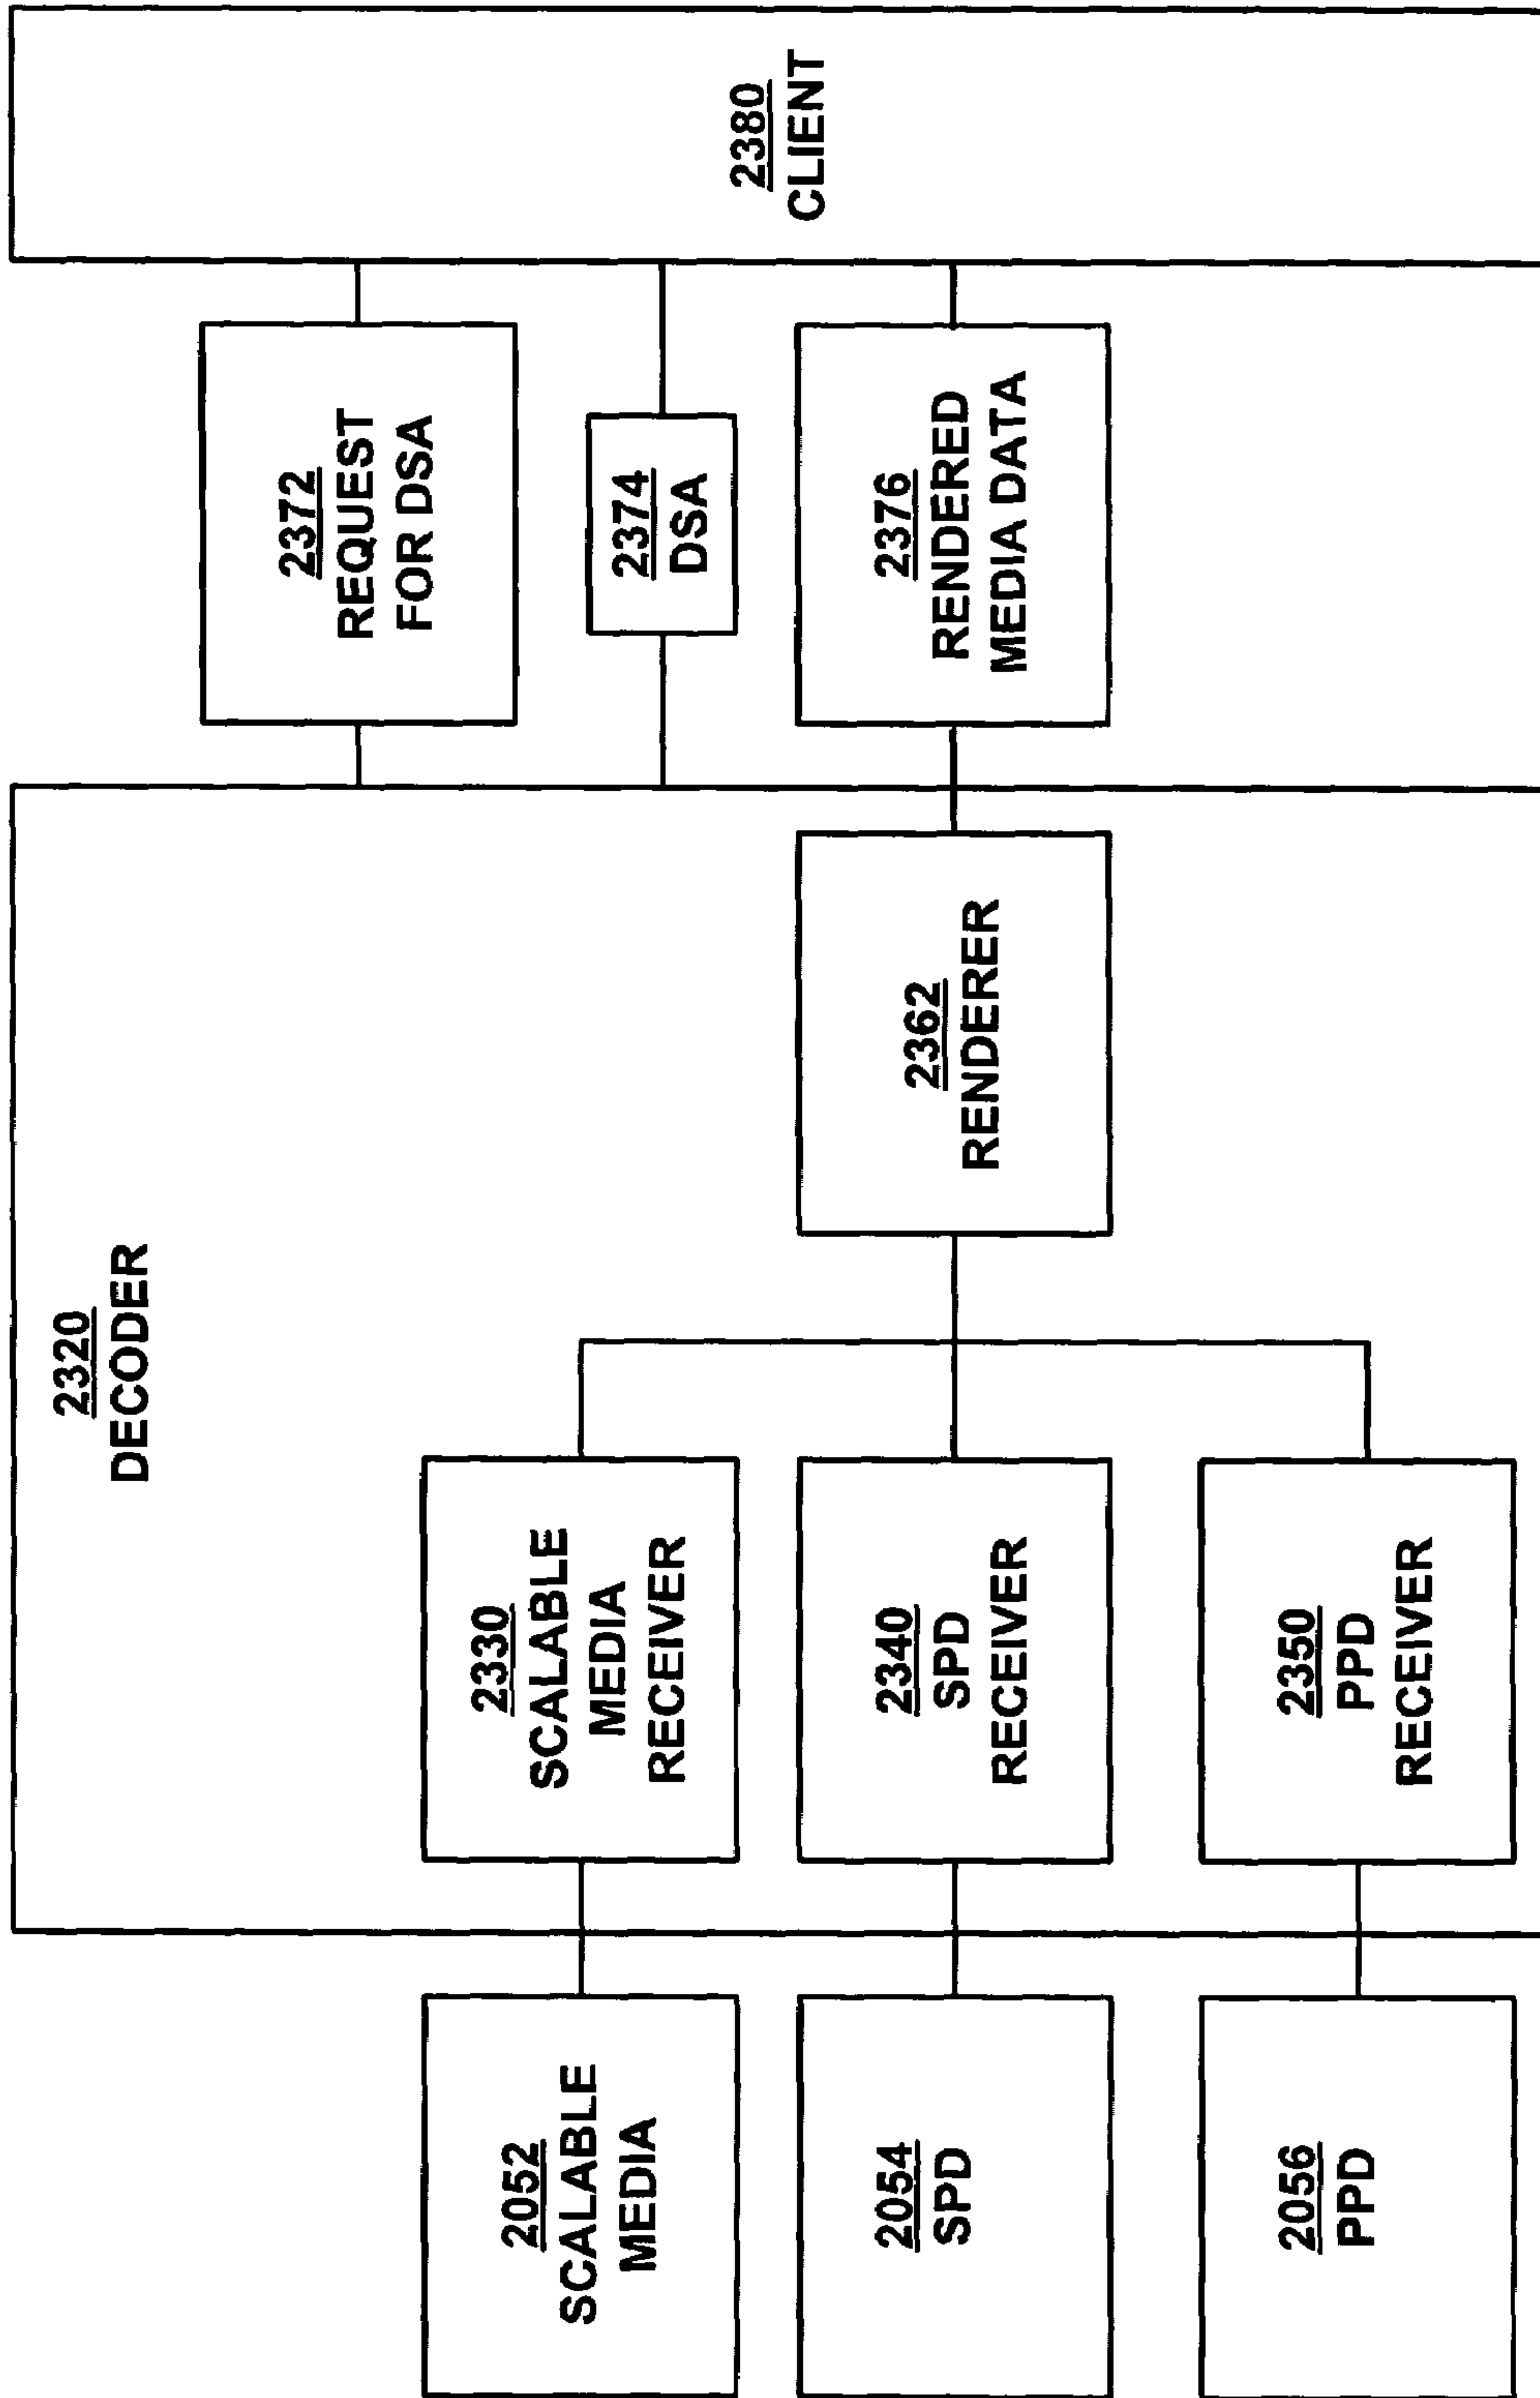 2320
DECODER
2052
SCALABLE
MEDIA
2330
SCALABLE
MEDIA
RECEIVER
2054
SPD
2340
SPD
RECEIVER
2056
PPD
2350
PPD
RECEIVER
2362
RENDERER
2372
REQUEST
FOR DSA
2374
DSA
2376
RENDERED
MEDIA DATA
2380
CLIENT